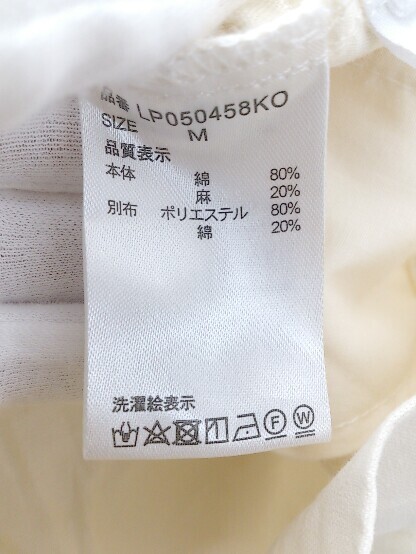 品番 LP050458KO
SIZE M
品質表示
本体 綿 80%
麻 20%
別布 ポリエステル 80%
綿 20%
洗濯絵表示
F W